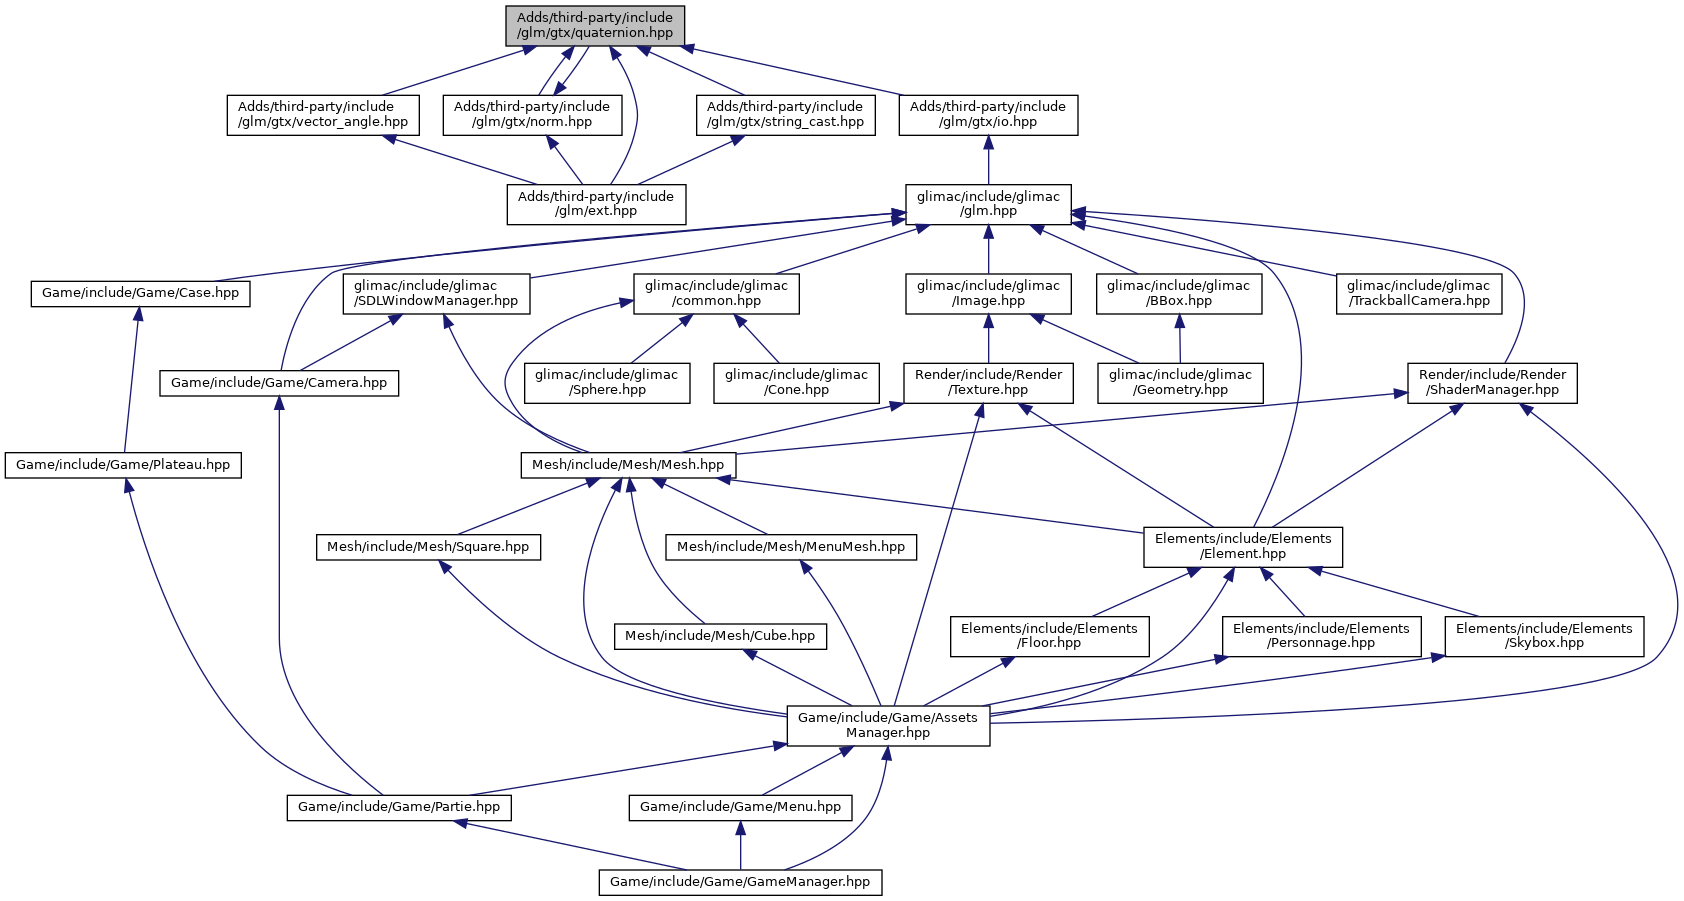 Adds/third-party/include
/glm/gtx/quaternion.hpp
Adds/third-party/include
/glm/gtx/vector_angle.hpp
Adds/third-party/include
/glm/gtx/norm.hpp
Adds/third-party/include
/glm/gtx/string_cast.hpp
Adds/third-party/include
/glm/gtx/io.hpp
Adds/third-party/include
/glm/ext.hpp
glimac/include/glimac
/glm.hpp
Game/include/Game/Case.hpp
glimac/include/glimac
/SDLWindowManager.hpp
glimac/include/glimac
/common.hpp
glimac/include/glimac
/Image.hpp
glimac/include/glimac
/BBox.hpp
glimac/include/glimac
/TrackballCamera.hpp
Game/include/Game/Camera.hpp
glimac/include/glimac
/Sphere.hpp
glimac/include/glimac
/Cone.hpp
Render/include/Render
/Texture.hpp
glimac/include/glimac
/Geometry.hpp
Render/include/Render
/ShaderManager.hpp
Game/include/Game/Plateau.hpp
Mesh/include/Mesh/Mesh.hpp
Mesh/include/Mesh/Square.hpp
Mesh/include/Mesh/MenuMesh.hpp
Elements/include/Elements
/Element.hpp
Mesh/include/Mesh/Cube.hpp
Elements/include/Elements
/Floor.hpp
Elements/include/Elements
/Personnage.hpp
Elements/include/Elements
/Skybox.hpp
Game/include/Game/Assets
Manager.hpp
Game/include/Game/Partie.hpp
Game/include/Game/Menu.hpp
Game/include/Game/GameManager.hpp